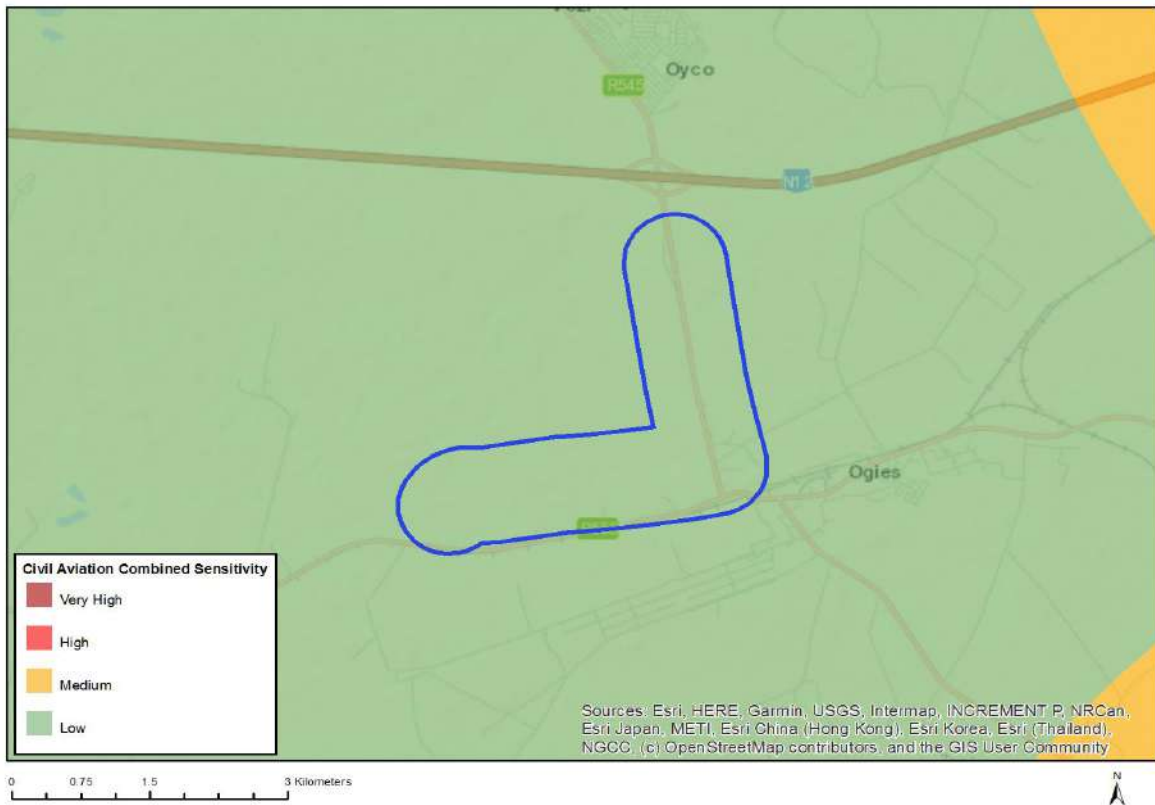 Oyco
R545
N12
Ogies
Civil Aviation Combined Sensitivity
Very High
High
Medium
Low
Sources: Esri, HERE, Garmin, USGS, Intermap, INCREMENT P, NRCan,
Esri Japan, METI, Esri China (Hong Kong), Esri Korea, Esri (Thailand),
NGCC, (c) OpenStreetMap contributors, and the GIS User Community
0 0.75 1.5 3 Kilometers
N